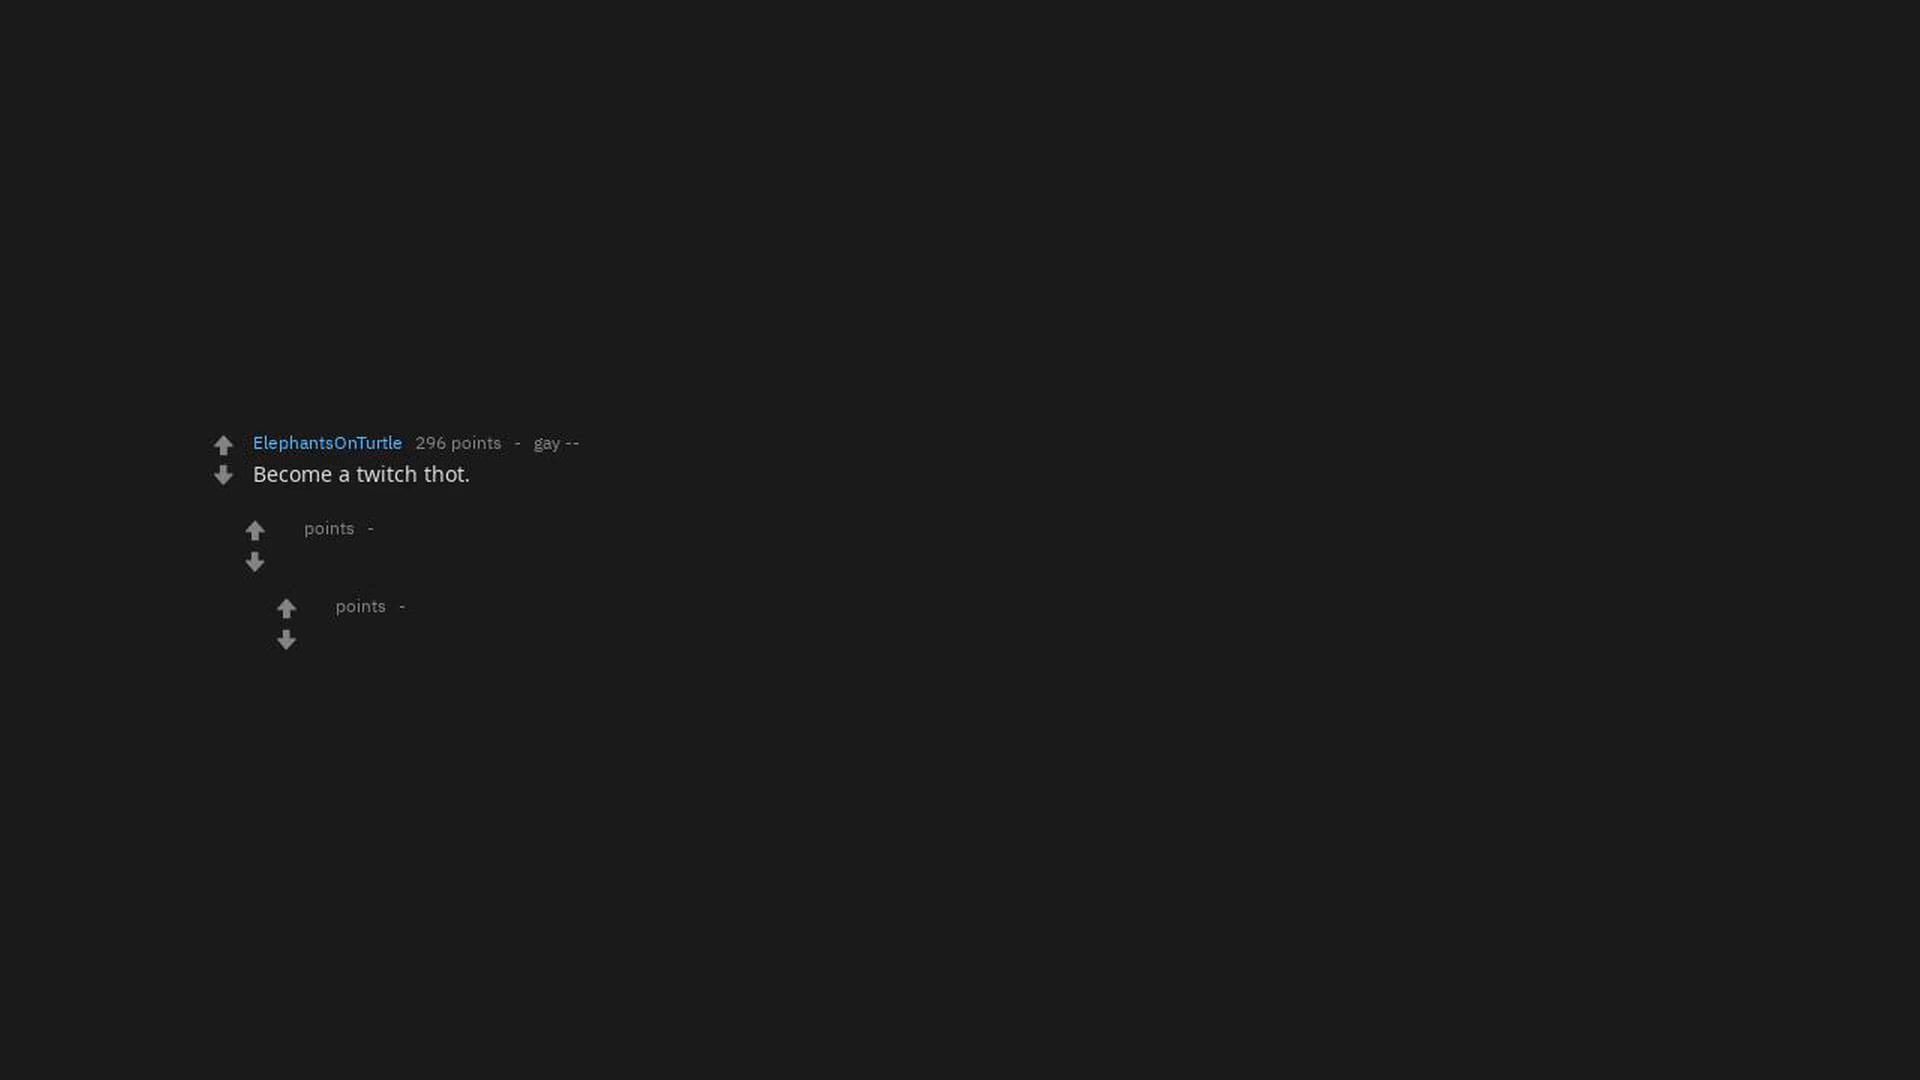 ElephantsOnTurtle 296 points - gay --
Become a twitch thot.
points -
points -